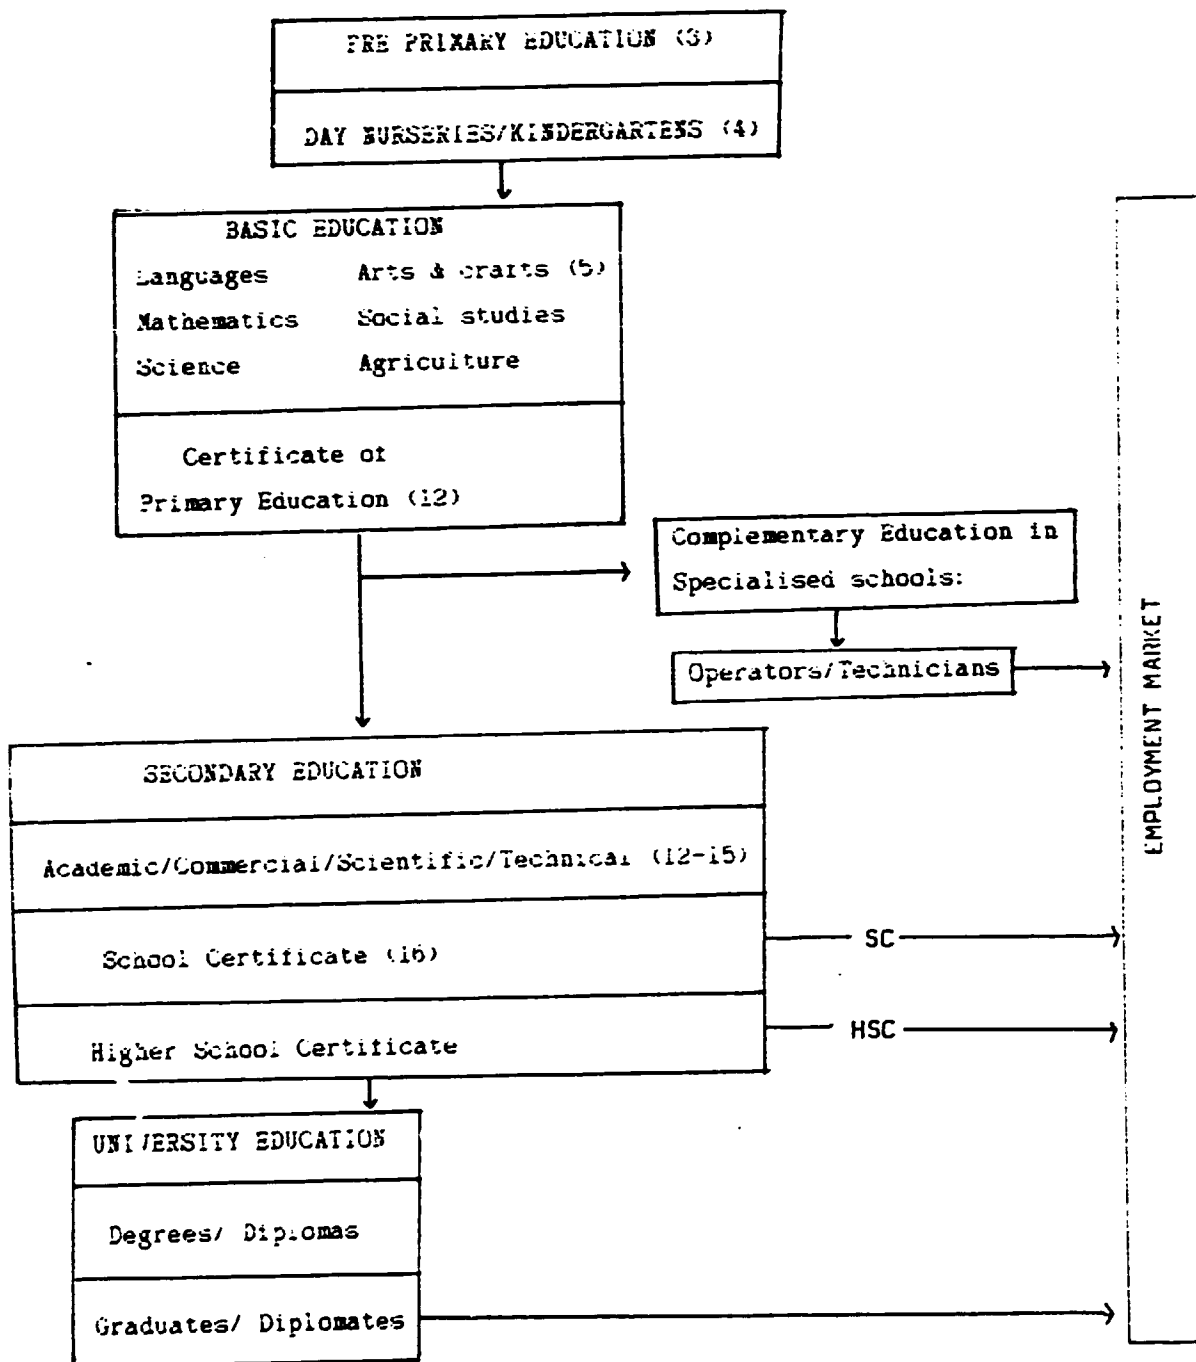 PRE PRIMARY EDUCATION (3)
DAY NURSERIES/KINDERGARTENS (4)
BASIC EDUCATION
Languages Arts & crafts (5)
Mathematics Social studies
Science Agriculture
Certificate of
Primary Education (12)
Complementary Education in
Specialised schools:
Operators/Technicians
EMPLOYMENT MARKET
SECONDARY EDUCATION
Academic/Commercial/Scientific/Technical (12-15)
School Certificate (16)
SC
Higher School Certificate
HSC
UNIVERSITY EDUCATION
Degrees/ Diplomas
Graduates/ Diplomates